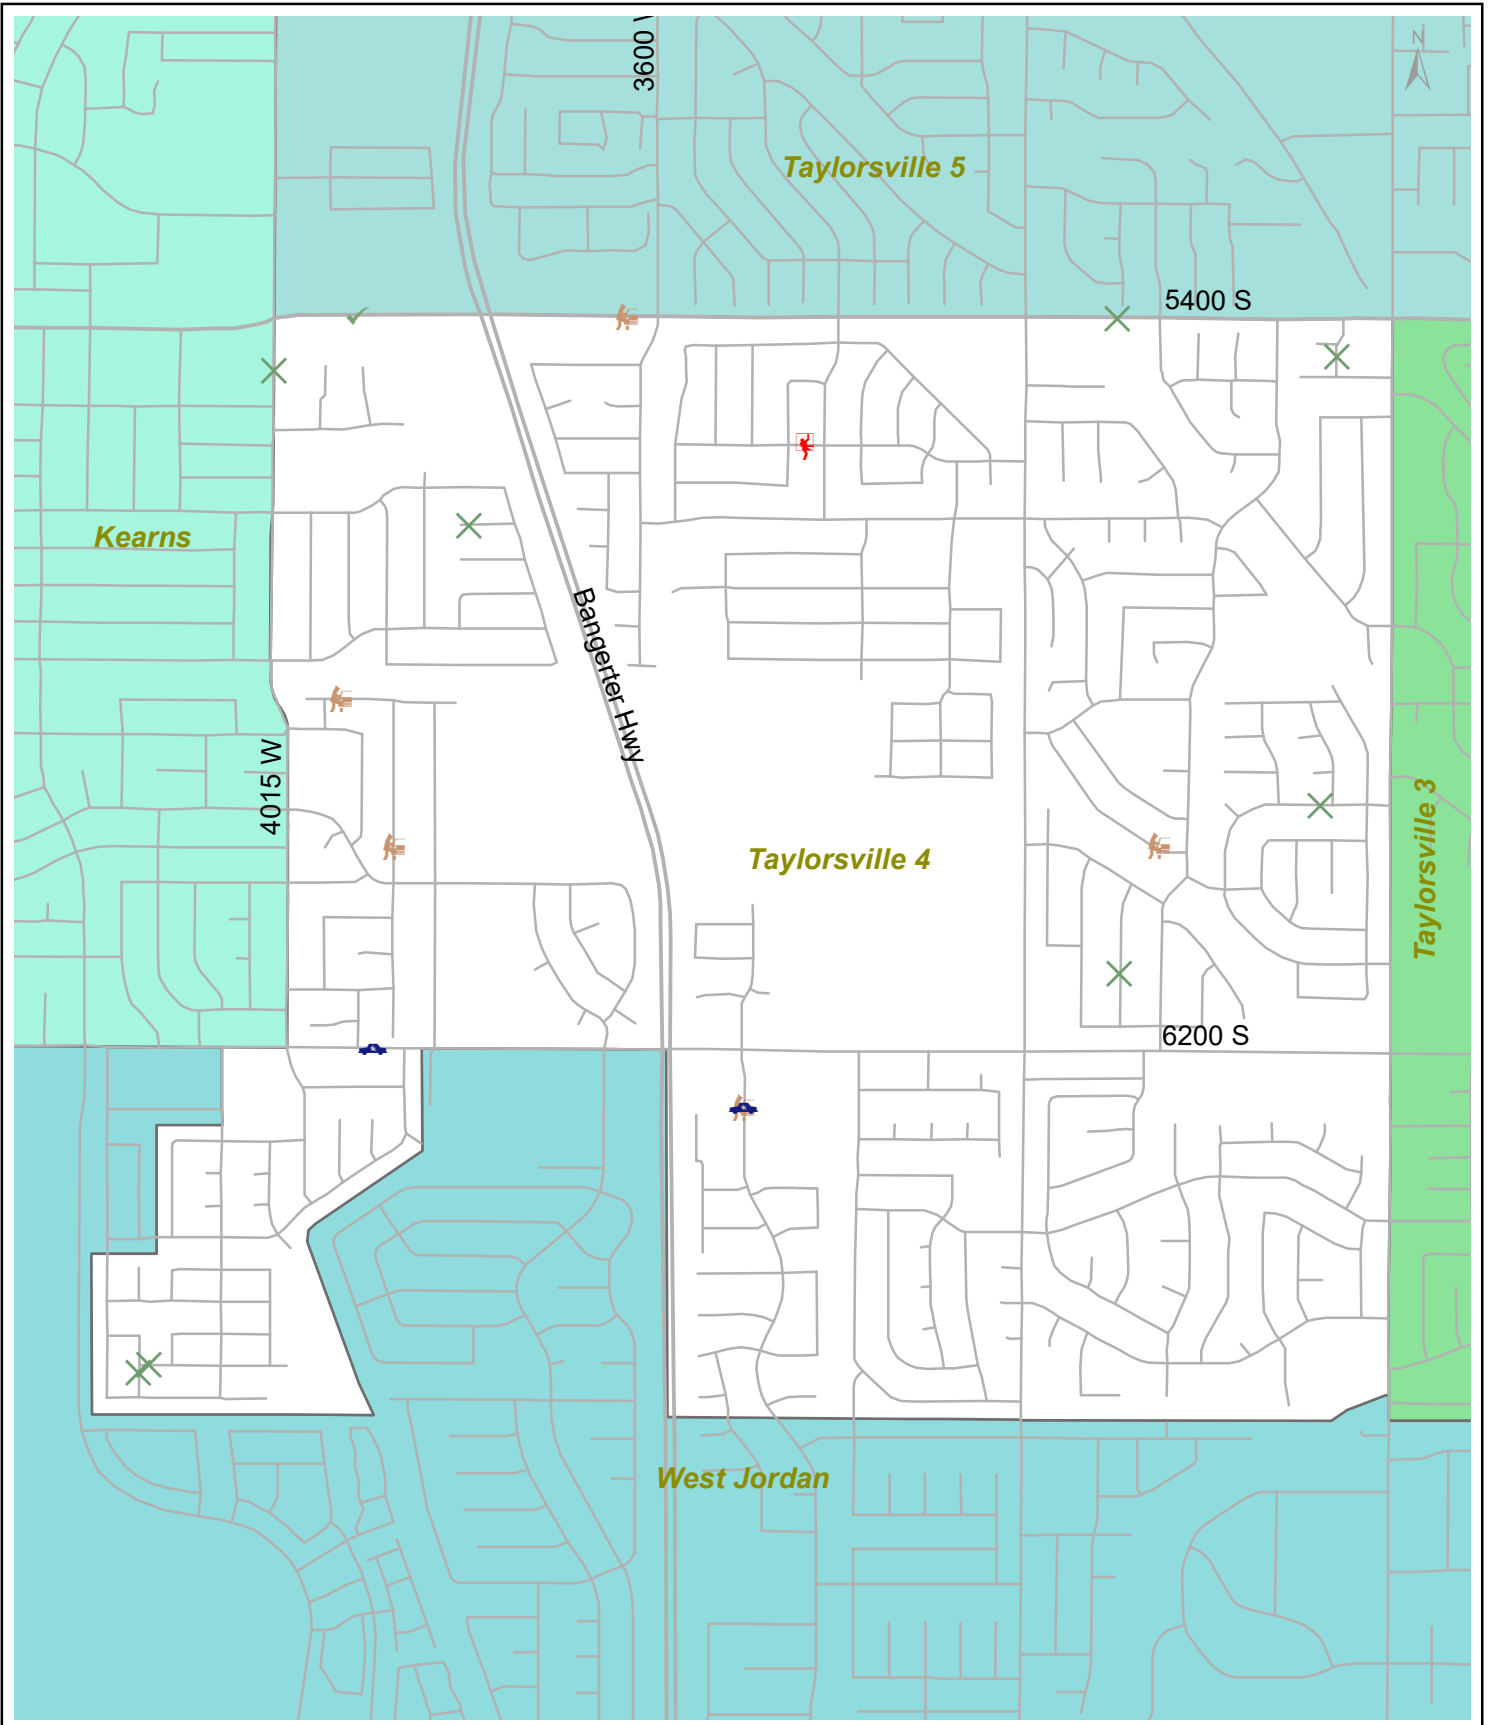 3600 W
N
Taylorsville 5
5400 S
Kearns
Bangerter Hwy
4015 W
Taylorsville 4
Taylorsville 3
6200 S
West Jordan